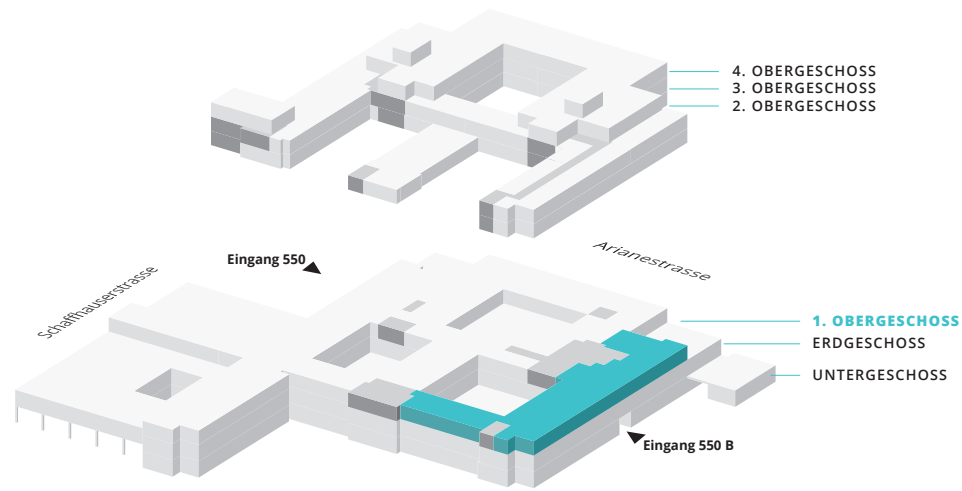 4. OBERGESCHOSS
3. OBERGESCHOSS
2. OBERGESCHOSS
Arianestrasse
Eingang 550
Schaffhauserstrasse
1. OBERGESCHOSS
ERDGESCHOSS
UNTERGESCHOSS
Eingang 550 B